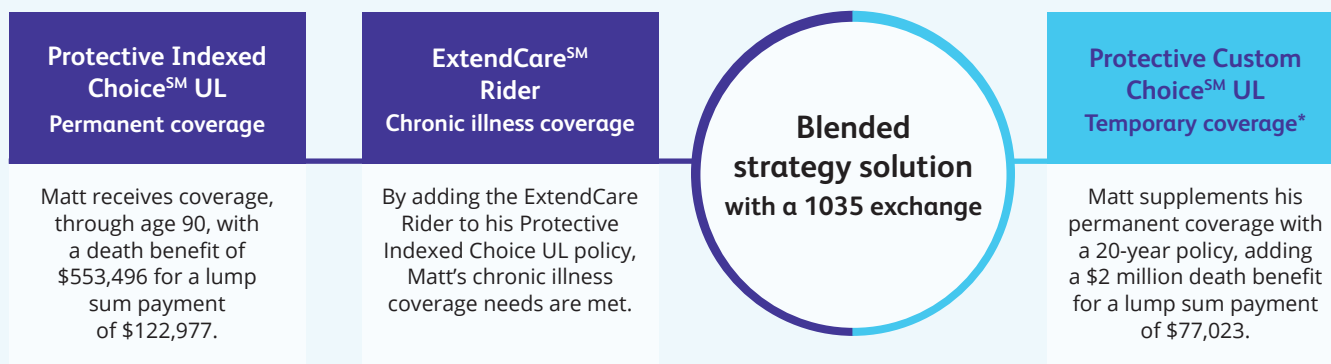 Protective Indexed
Choice℠ UL
Permanent coverage
Matt receives coverage,
through age 90, with
a death benefit of
$553,496 for a lump
sum payment
of $122,977.
ExtendCare℠
Rider
Chronic illness coverage
By adding the ExtendCare
Rider to his Protective
Indexed Choice UL policy,
Matt’s chronic illness
coverage needs are met.
Blended
strategy solution
with a 1035 exchange
Protective Custom
Choice℠ UL
Temporary coverage*
Matt supplements his
permanent coverage with
a 20-year policy, adding
a $2 million death benefit
for a lump sum payment
of $77,023.